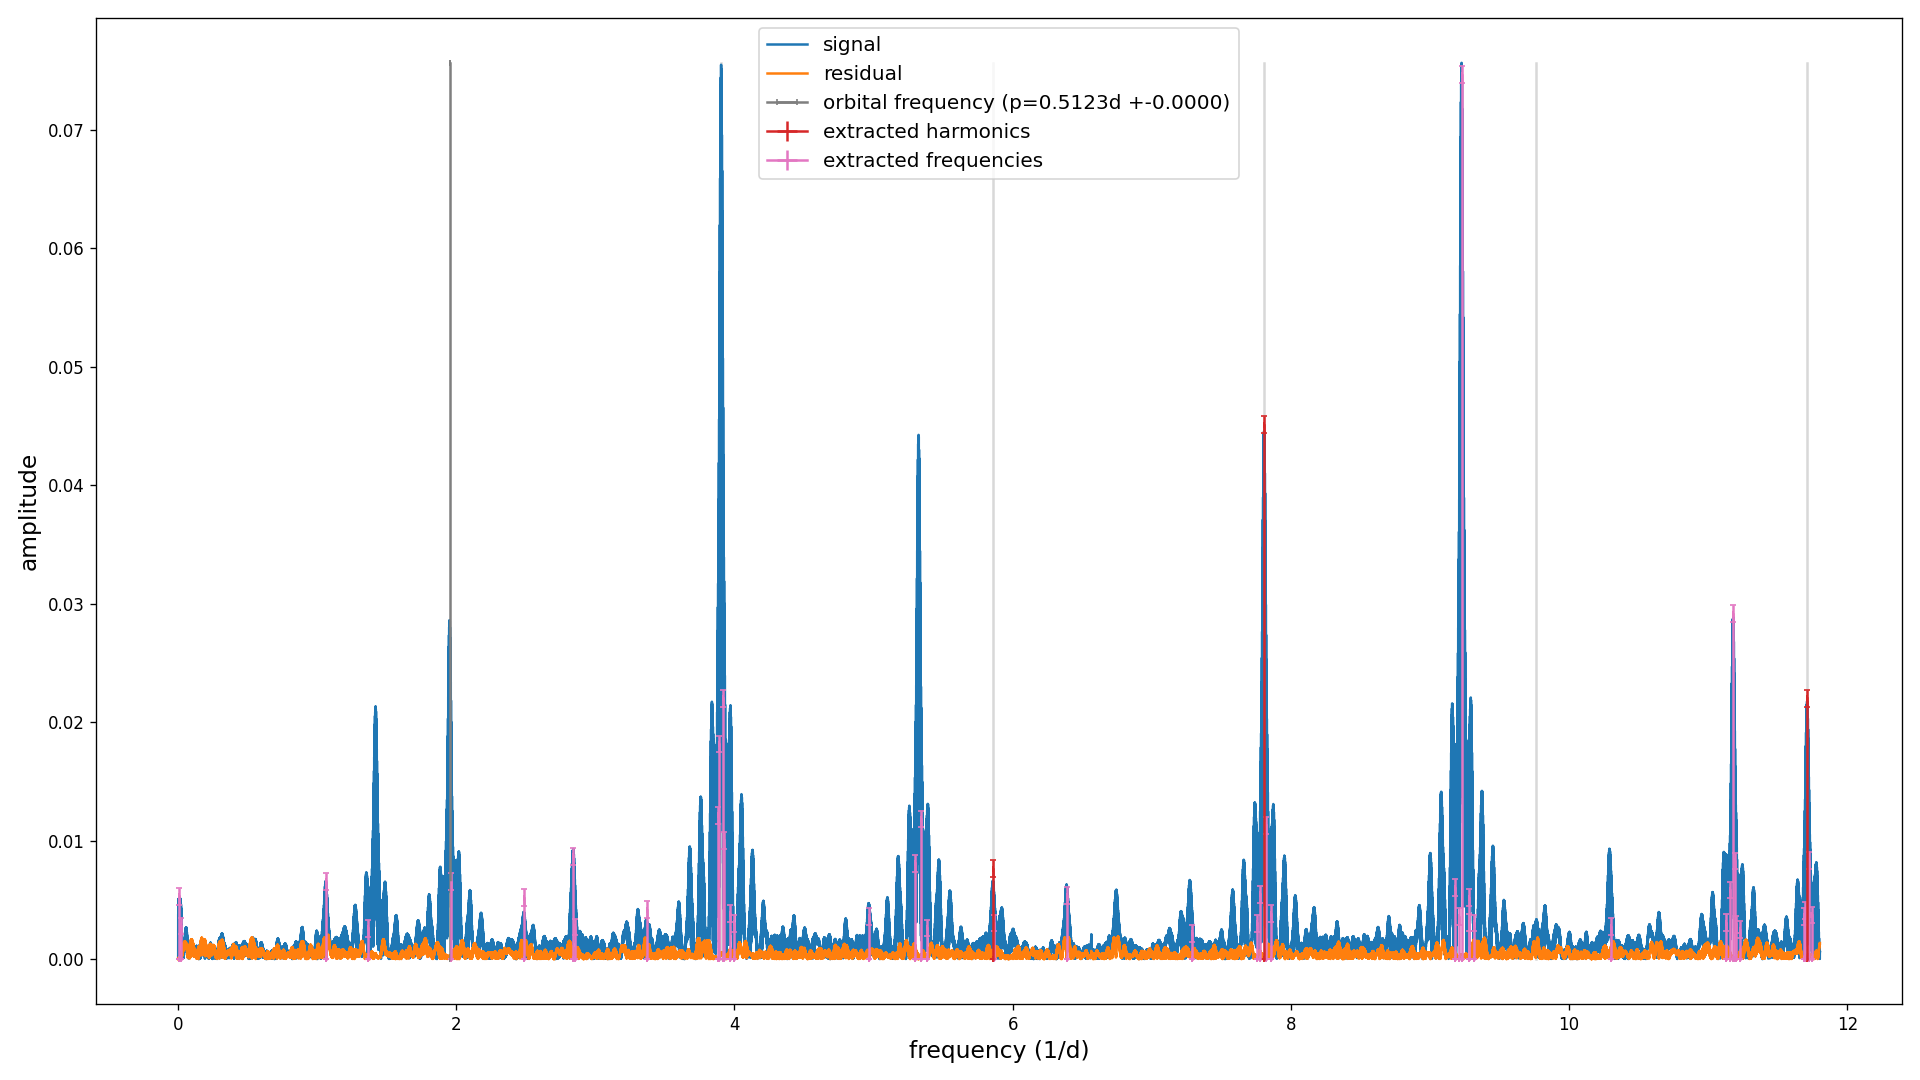 signal
residual
orbital frequency (p=0.5123d +-0.0000)
extracted harmonics
extracted frequencies
0.07
0.06
0.05
0.04
0.03
0.02
0.01
0.00
amplitude
0 2 4 6 8 10 12
frequency (1/d)